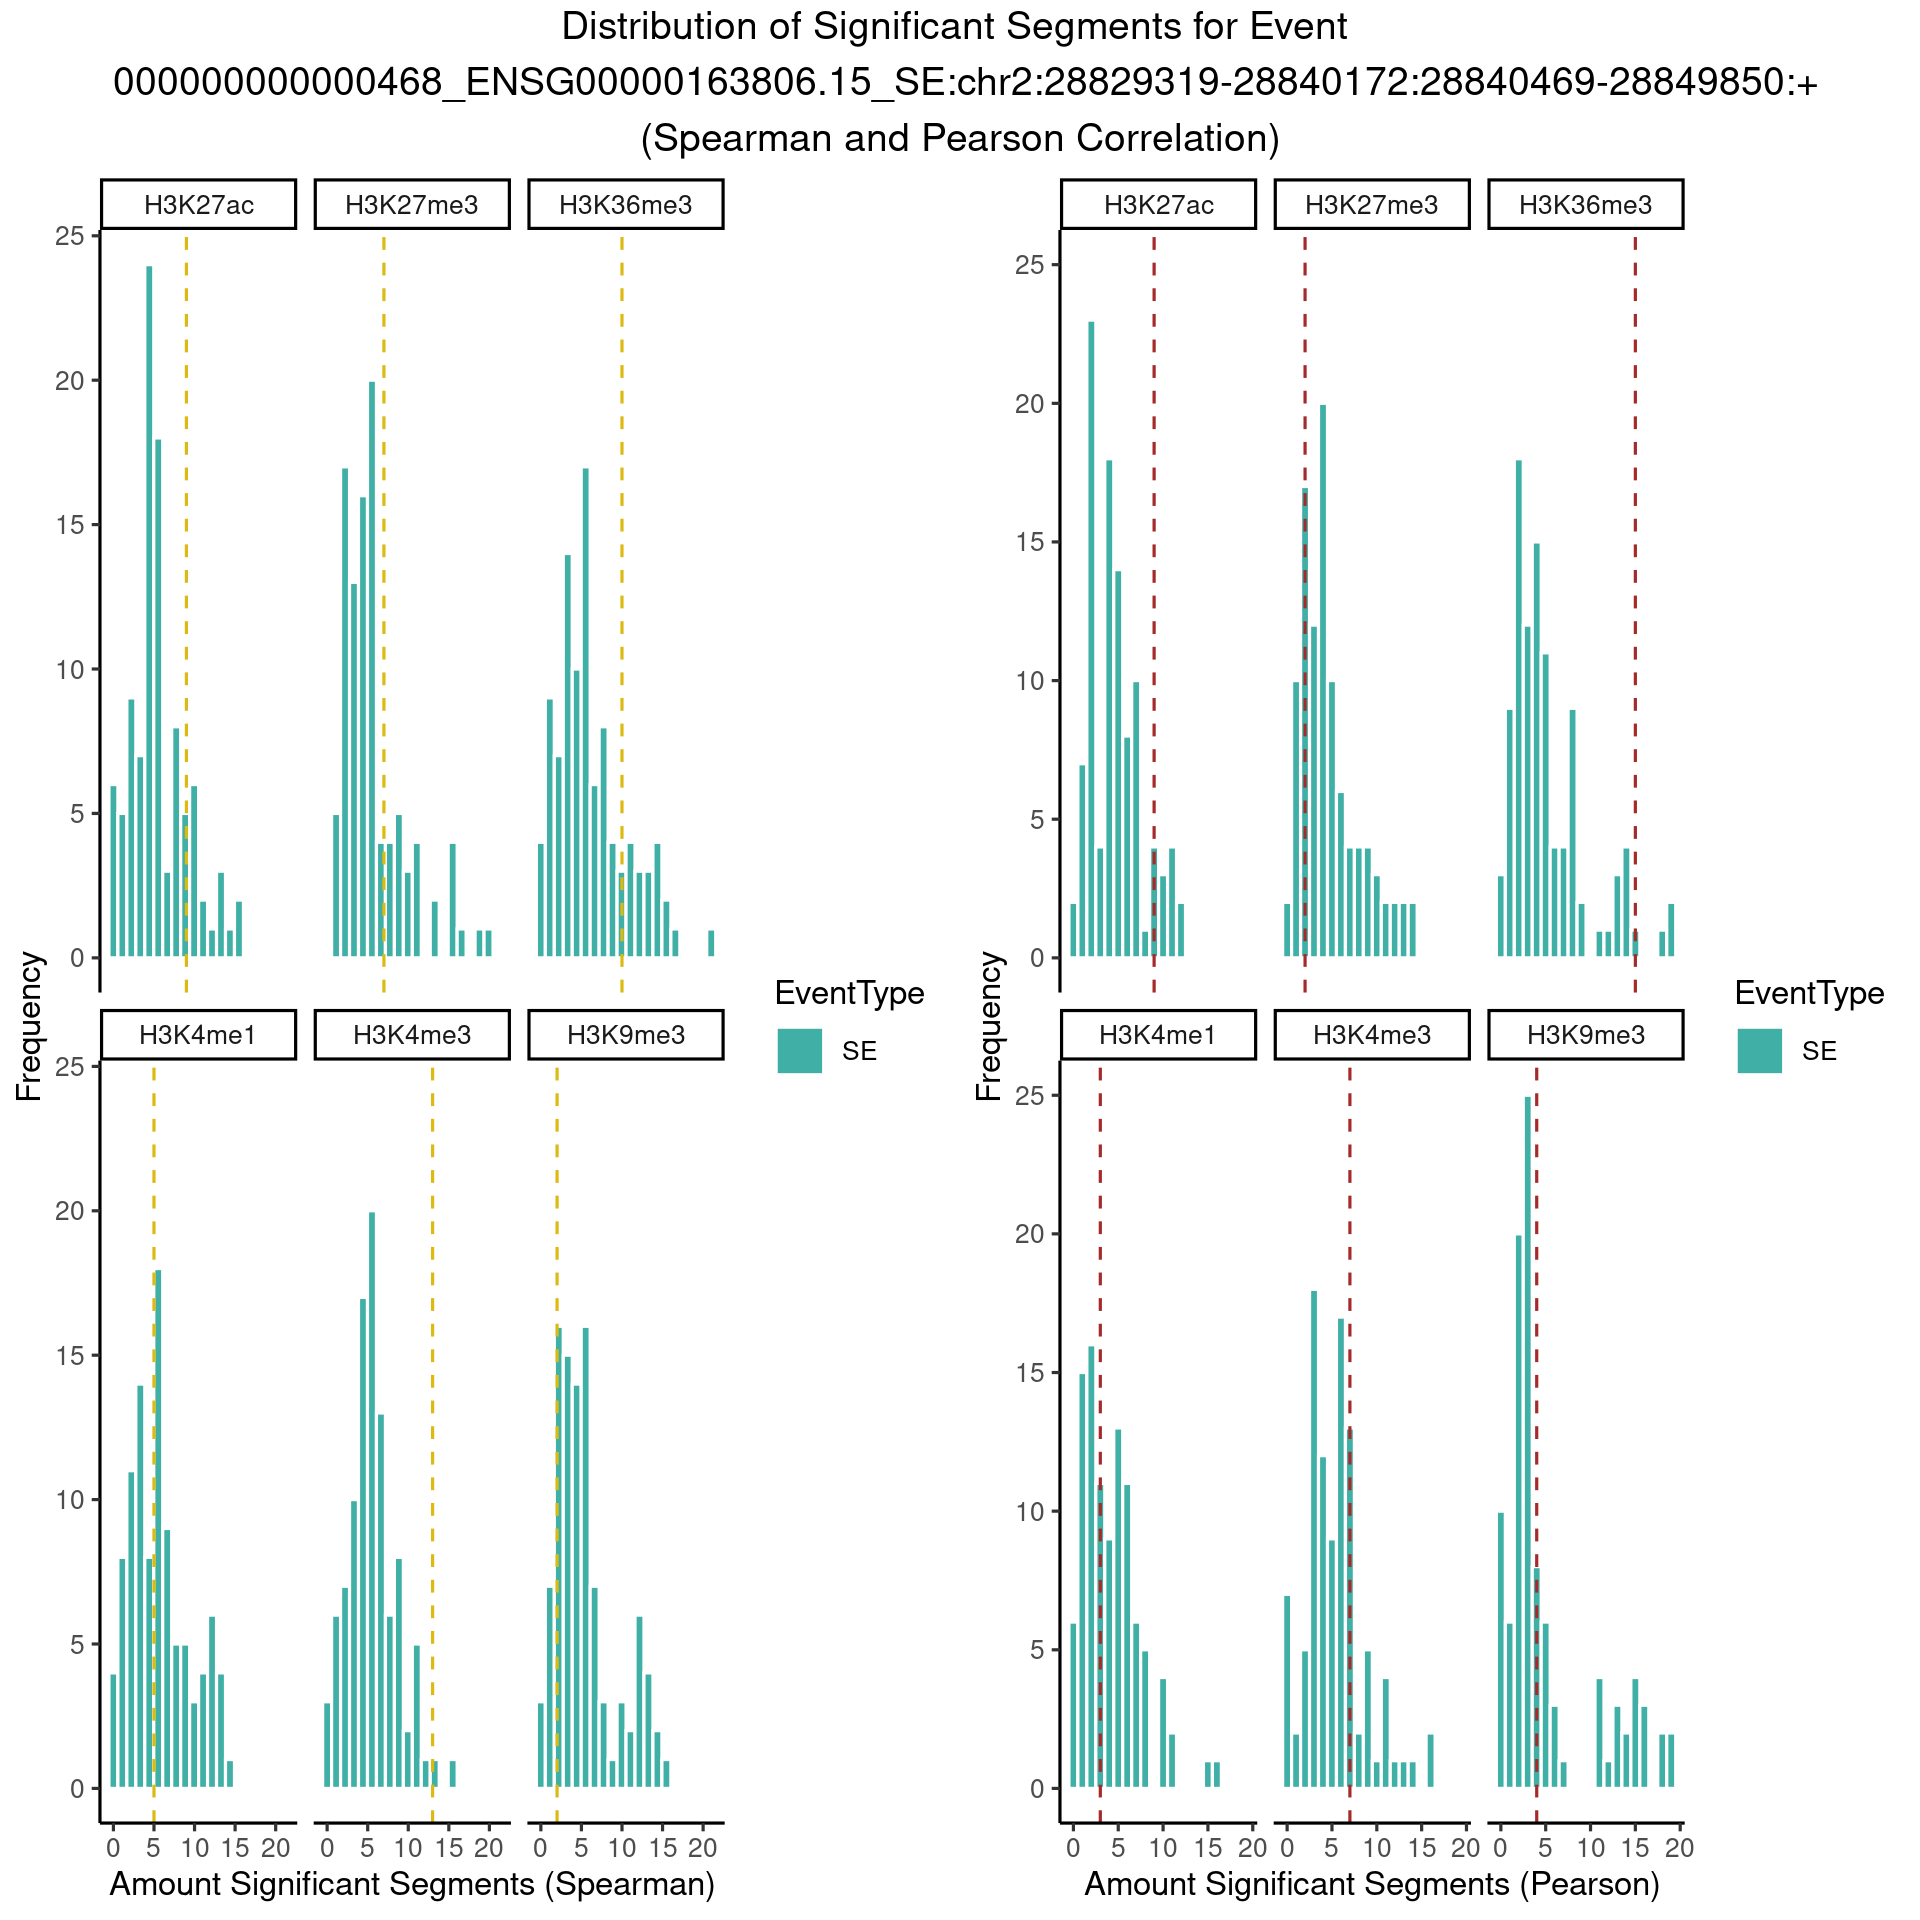 Distribution of Significant Segments for Event
000000000000468_ENSG00000163806.15_SE:chr2:28829319-28840172:28840469-28849850:+
(Spearman and Pearson Correlation)
H3K27ac H3K27me3 H3K36me3
25
20
15
10
5
0
H3K4me1 H3K4me3 H3K9me3
25
20
15
10
5
0
0 5 10 15 20 0 5 10 15 20 0 5 10 15 20
Frequency
Amount Significant Segments (Spearman)
EventType
SE
H3K27ac H3K27me3 H3K36me3
25
20
15
10
5
0
H3K4me1 H3K4me3 H3K9me3
25
20
15
10
5
0
0 5 10 15 20 0 5 10 15 20 0 5 10 15 20
Frequency
Amount Significant Segments (Pearson)
EventType
SE